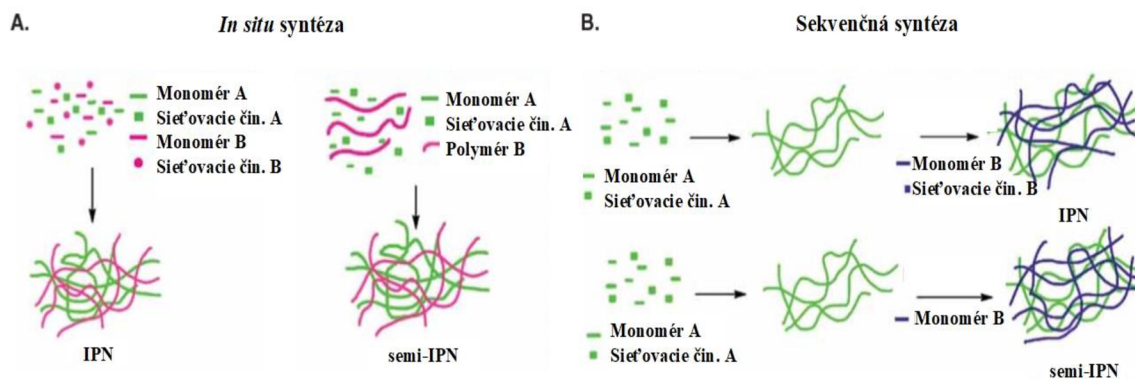 A.
In situ syntéza
Monomér A
Sieťovacie čin. A
Monomér B
Sieťovacie čin. B
IPN
Monomér A
Sieťovacie čin. A
Polymér B
semi-IPN
B.
Sekvenčná syntéza
Monomér A
Sieťovacie čin. A
Monomér B
Sieťovacie čin. B
IPN
Monomér A
Sieťovacie čin. A
Monomér B
semi-IPN